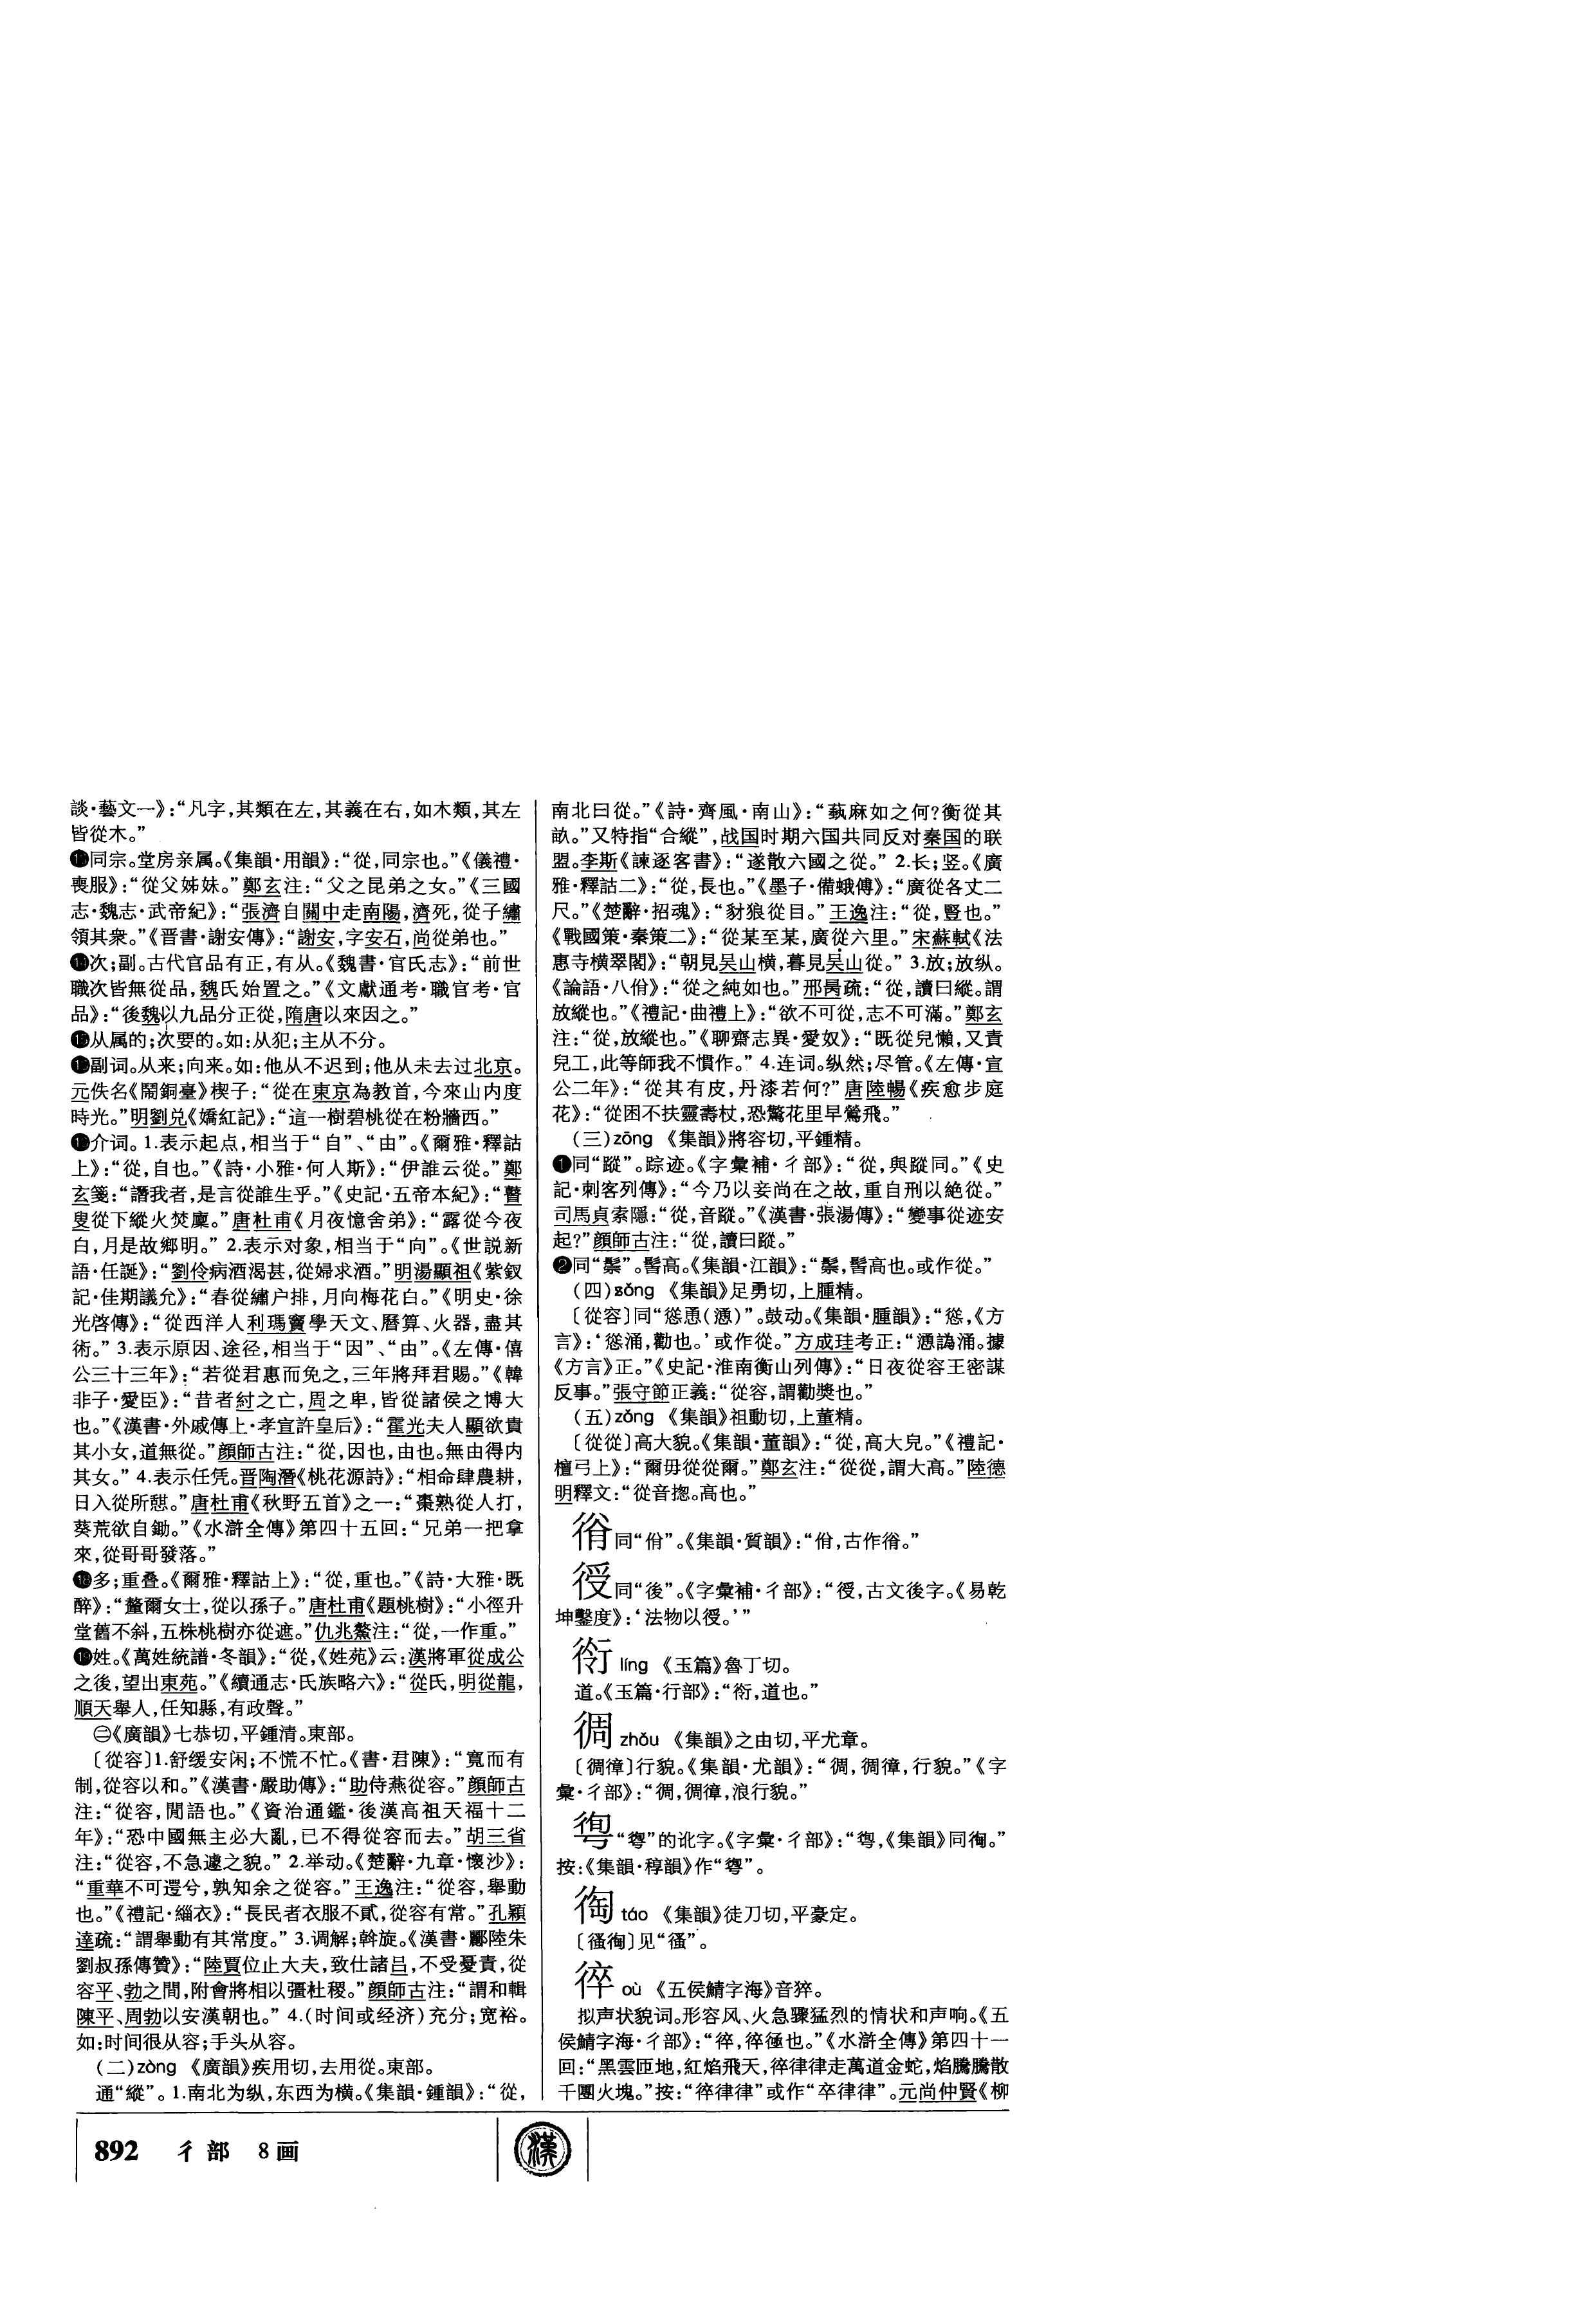 談·藝文一》:“凡字,其類在左,其義在右,如木類,其左
皆從木。”
⓭同宗。堂房亲属。《集韻·用韻》:“從,同宗也。”《儀禮·
喪服》:“從父姊妹。”鄭玄注:“父之昆弟之女。”《三國
志·魏志·武帝紀》:“張濟自關中走南陽,濟死,從子繡
領其衆。”《晋書·謝安傳》:“謝安,字安石,尚從弟也。”
⓮次;副。古代官品有正,有从。《魏書·官氏志》:“前世
職次皆無從品,魏氏始置之。”《文獻通考·職官考·官
品》:“後魏以九品分正從,隋唐以來因之。”
⓯从属的;次要的。如:从犯;主从不分。
⓰副词。从来;向来。如:他从不迟到;他从未去过北京。
元佚名《鬧銅臺》楔子:“從在東京為教首,今來山内度
時光。”明劉兑《嬌紅記》:“這一樹碧桃從在粉牆西。”
⓱介词。1.表示起点,相当于“自”、“由”。《爾雅·釋詁
上》:“從,自也。”《詩·小雅·何人斯》:“伊誰云從。”鄭
玄箋:“譖我者,是言從誰生乎。”《史記·五帝本紀》:“瞽
叟從下縱火焚廩。”唐杜甫《月夜憶舍弟》:“露從今夜
白,月是故鄉明。” 2.表示对象,相当于“向”。《世説新
語·任誕》:“劉伶病酒渴甚,從婦求酒。”明湯顯祖《紫釵
記·佳期議允》:“春從繡户排,月向梅花白。”《明史·徐
光啓傳》:“從西洋人利瑪竇學天文、曆算、火器,盡其
術。” 3.表示原因、途径,相当于“因”、“由”。《左傳·僖
公三十三年》:“若從君惠而免之,三年將拜君賜。”《韓
非子·愛臣》:“昔者紂之亡,周之卑,皆從諸侯之博大
也。”《漢書·外戚傳上·孝宣許皇后》:“霍光夫人顯欲貴
其小女,道無從。”顔師古注:“從,因也,由也。無由得内
其女。” 4.表示任凭。晋陶潛《桃花源詩》:“相命肆農耕,
日入從所憩。”唐杜甫《秋野五首》之一:“棗熟從人打,
葵荒欲自鋤。”《水滸全傳》第四十五回:“兄弟一把拿
來,從哥哥發落。”
⓲多;重叠。《爾雅·釋詁上》:“從,重也。”《詩·大雅·既
醉》:“釐爾女士,從以孫子。”唐杜甫《題桃樹》:“小徑升
堂舊不斜,五株桃樹亦從遮。”仇兆鰲注:“從,一作重。”
⓳姓。《萬姓統譜·冬韻》:“從,《姓苑》云:漢將軍從成公
之後,望出東苑。”《續通志·氏族略六》:“從氏,明從龍,
順天舉人,任知縣,有政聲。”
㊁《廣韻》七恭切,平鍾清。東部。
〔從容〕1.舒缓安闲;不慌不忙。《書·君陳》:“寬而有
制,從容以和。”《漢書·嚴助傳》:“助侍燕從容。”顔師古
注:“從容,閒語也。”《資治通鑑·後漢高祖天福十二
年》:“恐中國無主必大亂,已不得從容而去。”胡三省
注:“從容,不急遽之貌。” 2.举动。《楚辭·九章·懷沙》:
“重華不可遻兮,孰知余之從容。”王逸注:“從容,舉動
也。”《禮記·緇衣》:“長民者衣服不貳,從容有常。”孔穎
達疏:“謂舉動有其常度。” 3.调解;斡旋。《漢書·酈陸朱
劉叔孫傳贊》:“陸賈位止大夫,致仕諸吕,不受憂責,從
容平、勃之間,附會將相以彊社稷。”顔師古注:“謂和輯
陳平、周勃以安漢朝也。” 4.(时间或经济)充分;宽裕。
如:时间很从容;手头从容。
(二)zòng 《廣韻》疾用切,去用從。東部。
通“縱”。1.南北为纵,东西为横。《集韻·鍾韻》:“從,
南北曰從。”《詩·齊風·南山》:“蓺麻如之何?衡從其
畝。”又特指“合縱”,战国时期六国共同反对秦国的联
盟。李斯《諫逐客書》:“遂散六國之從。” 2.长;竖。《廣
雅·釋詁二》:“從,長也。”《墨子·備蛾傅》:“廣從各丈二
尺。”《楚辭·招魂》:“豺狼從目。”王逸注:“從,豎也。”
《戰國策·秦策二》:“從某至某,廣從六里。”宋蘇軾《法
惠寺横翠閣》:“朝見吴山横,暮見吴山從。” 3.放;放纵。
《論語·八佾》:“從之純如也。”邢昺疏:“從,讀曰縱。謂
放縱也。”《禮記·曲禮上》:“欲不可從,志不可滿。”鄭玄
注:“從,放縱也。”《聊齋志異·愛奴》:“既從兒懶,又責
兒工,此等師我不慣作。” 4.连词。纵然;尽管。《左傳·宣
公二年》:“從其有皮,丹漆若何?”唐陸暢《疾愈步庭
花》:“從困不扶靈壽杖,恐驚花里早鶯飛。”
(三)zōng 《集韻》將容切,平鍾精。
❶同“蹤”。踪迹。《字彙補·彳部》:“從,與蹤同。”《史
記·刺客列傳》:“今乃以妾尚在之故,重自刑以絶從。”
司馬貞索隱:“從,音蹤。”《漢書·張湯傳》:“變事從迹安
起?”顔師古注:“從,讀曰蹤。”
❷同“鬃”。髻高。《集韻·江韻》:“鬃,髻高也。或作從。”
(四)sǒng 《集韻》足勇切,上腫精。
〔從容〕同“慫恿(慂)”。鼓动。《集韻·腫韻》:“慫,《方
言》:‘慫涌,勸也。’或作從。”方成珪考正:“慂譌涌。據
《方言》正。”《史記·淮南衡山列傳》:“日夜從容王密謀
反事。”張守節正義:“從容,謂勸獎也。”
(五)zǒng 《集韻》祖動切,上董精。
〔從從〕高大貌。《集韻·董韻》:“從,高大皃。”《禮記·
檀弓上》:“爾毋從從爾。”鄭玄注:“從從,謂大高。”陸德
明釋文:“從音揔。高也。”
同“佾”。《集韻·質韻》:“佾,古作。”
同“後”。《字彙補·彳部》:“,古文後字。《易乾
坤鑿度》:‘法物以。’”
líng 《玉篇》魯丁切。
道。《玉篇·行部》:“,道也。”
徟 zhǒu 《集韻》之由切,平尤章。
〔徟徫〕行貌。《集韻·尤韻》:“徟,徟,行貌。”《字
彙·彳部》:“徟,徟,浪行貌。”
“”的讹字。《字彙·彳部》:“,《集韻》同徇。”
按:《集韻·稕韻》作“”。
táo 《集韻》徒刀切,平豪定。
〔〕见“”。
䘹 où 《五侯鯖字海》音猝。
拟声状貌词。形容风、火急骤猛烈的情状和声响。《五
侯鯖字海·彳部》:“,也。”《水滸全傳》第四十一
回:“黑雲匝地,紅焰飛天,律律走萬道金蛇,焰騰騰散
千團火塊。”按:“律律”或作“卒律律”。元尚仲賢《柳
892 彳部 8画
漢